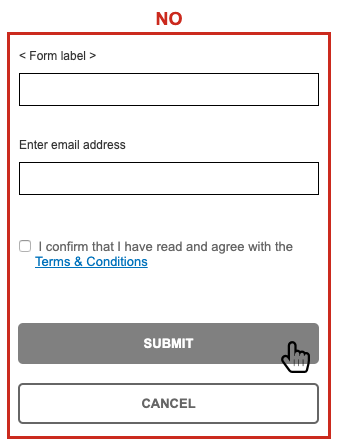 NO
< Form label >
Enter email address
I confirm that I have read and agree with the
Terms & Conditions
SUBMIT
CANCEL